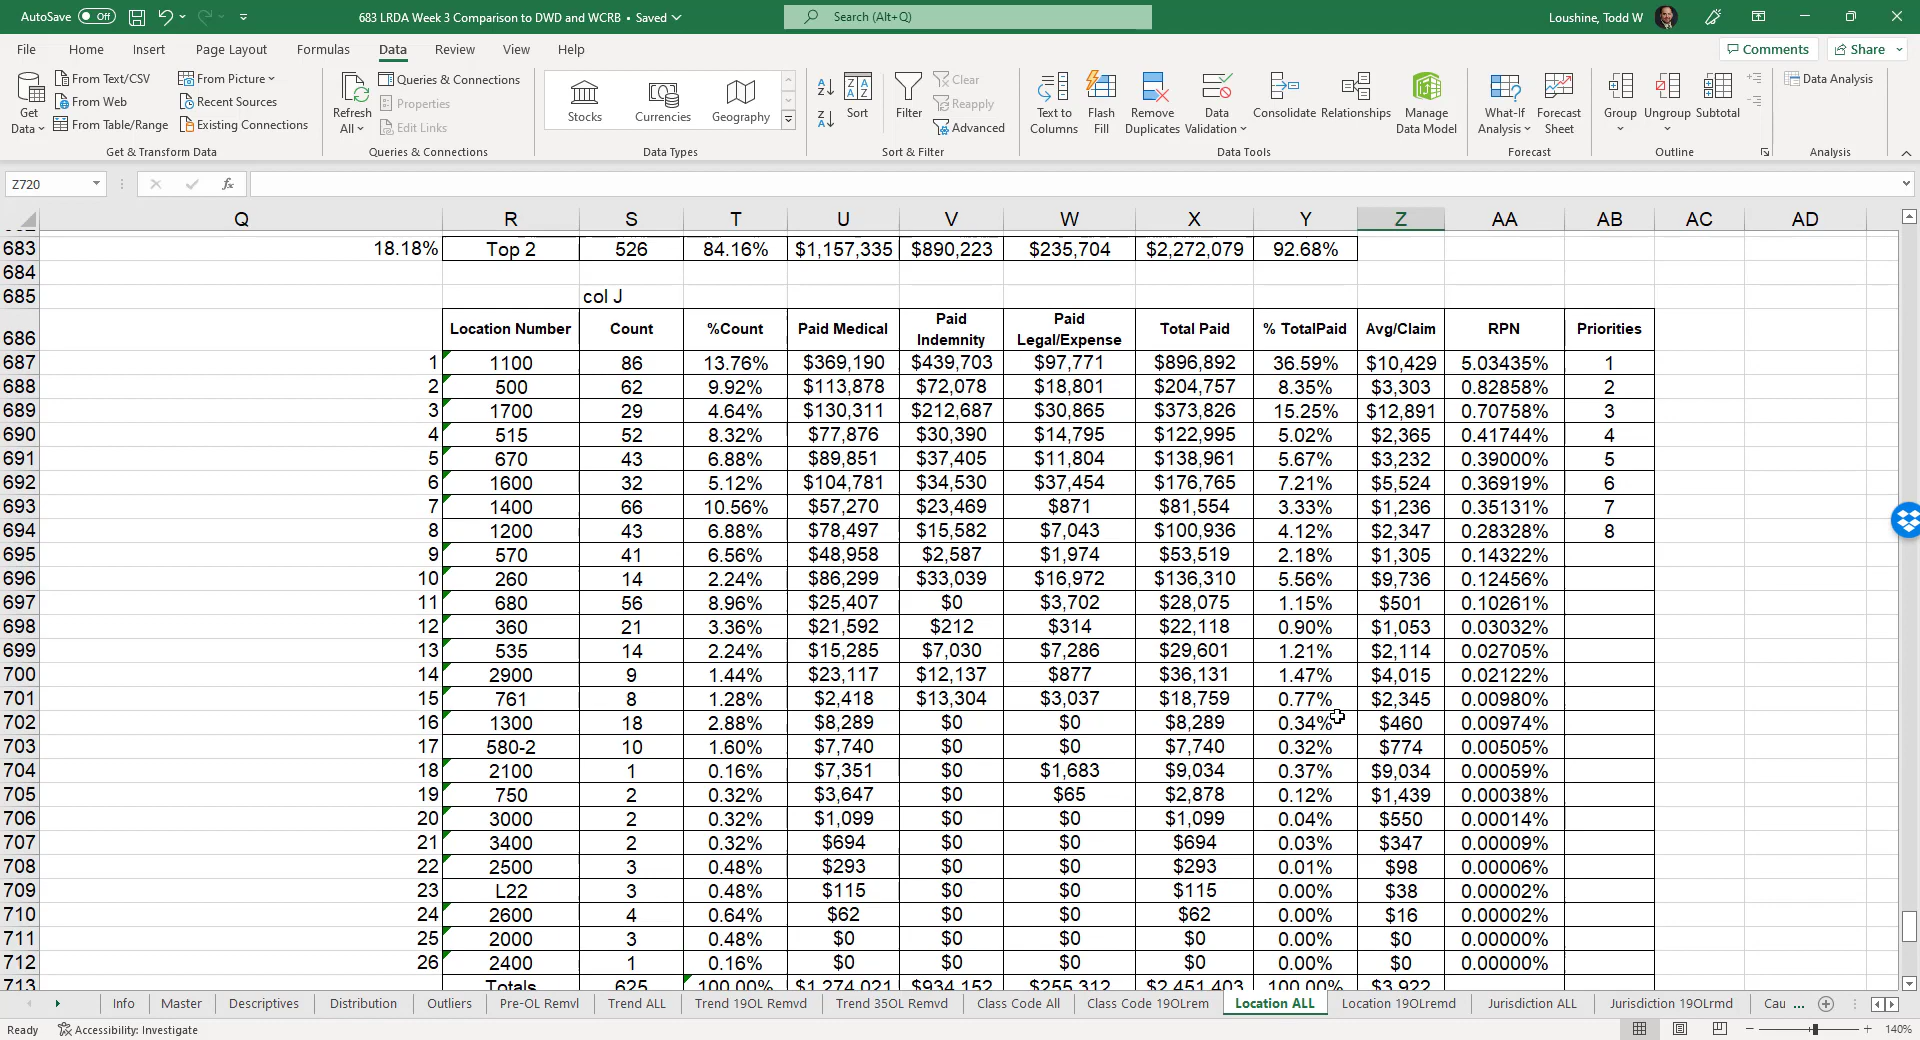 AutoSave Off 683 LRDA Week 3 Comparison to DWD and WCRB • Saved Search (Alt+Q) Loushine, Todd W
File Home Insert Page Layout Formulas Data Review View Help Comments Share
From Text/CSV From Picture Queries & Connections Clear Data Analysis
From Web Recent Sources Properties Reapply
From Table/Range Existing Connections Edit Links Advanced
Get Data Refresh All Stocks Currencies Geography Sort Filter Text to Columns Flash Fill Remove Duplicates Data Validation Consolidate Relationships Manage Data Model What-If Analysis Forecast Sheet Group Ungroup Subtotal
Get & Transform Data Queries & Connections Data Types Sort & Filter Data Tools Forecast Outline Analysis
Z720 fx
Q R S T U V W X Y Z AA AB AC AD
683 18.18% Top 2 526 84.16% $1,157,335 $890,223 $235,704 $2,272,079 92.68%
684
685 col J
686 Location Number Count %Count Paid Medical Paid Indemnity Paid Legal/Expense Total Paid % TotalPaid Avg/Claim RPN Priorities
687 1 1100 86 13.76% $369,190 $439,703 $97,771 $896,892 36.59% $10,429 5.03435% 1
688 2 500 62 9.92% $113,878 $72,078 $18,801 $204,757 8.35% $3,303 0.82858% 2
689 3 1700 29 4.64% $130,311 $212,687 $30,865 $373,826 15.25% $12,891 0.70758% 3
690 4 515 52 8.32% $77,876 $30,390 $14,795 $122,995 5.02% $2,365 0.41744% 4
691 5 670 43 6.88% $89,851 $37,405 $11,804 $138,961 5.67% $3,232 0.39000% 5
692 6 1600 32 5.12% $104,781 $34,530 $37,454 $176,765 7.21% $5,524 0.36919% 6
693 7 1400 66 10.56% $57,270 $23,469 $871 $81,554 3.33% $1,236 0.35131% 7
694 8 1200 43 6.88% $78,497 $15,582 $7,043 $100,936 4.12% $2,347 0.28328% 8
695 9 570 41 6.56% $48,958 $2,587 $1,974 $53,519 2.18% $1,305 0.14322%
696 10 260 14 2.24% $86,299 $33,039 $16,972 $136,310 5.56% $9,736 0.12456%
697 11 680 56 8.96% $25,407 $0 $3,702 $28,075 1.15% $501 0.10261%
698 12 360 21 3.36% $21,592 $212 $314 $22,118 0.90% $1,053 0.03032%
699 13 535 14 2.24% $15,285 $7,030 $7,286 $29,601 1.21% $2,114 0.02705%
700 14 2900 9 1.44% $23,117 $12,137 $877 $36,131 1.47% $4,015 0.02122%
701 15 761 8 1.28% $2,418 $13,304 $3,037 $18,759 0.77% $2,345 0.00980%
702 16 1300 18 2.88% $8,289 $0 $0 $8,289 0.34% $460 0.00974%
703 17 580-2 10 1.60% $7,740 $0 $0 $7,740 0.32% $774 0.00505%
704 18 2100 1 0.16% $7,351 $0 $1,683 $9,034 0.37% $9,034 0.00059%
705 19 750 2 0.32% $3,647 $0 $65 $2,878 0.12% $1,439 0.00038%
706 20 3000 2 0.32% $1,099 $0 $0 $1,099 0.04% $550 0.00014%
707 21 3400 2 0.32% $694 $0 $0 $694 0.03% $347 0.00009%
708 22 2500 3 0.48% $293 $0 $0 $293 0.01% $98 0.00006%
709 23 L22 3 0.48% $115 $0 $0 $115 0.00% $38 0.00002%
710 24 2600 4 0.64% $62 $0 $0 $62 0.00% $16 0.00002%
711 25 2000 3 0.48% $0 $0 $0 $0 0.00% $0 0.00000%
712 26 2400 1 0.16% $0 $0 $0 $0 0.00% $0 0.00000%
713 Totals 625 100.00% $1,274,021 $934,152 $255,312 $2,451,403 100.00% $3,922
Info Master Descriptives Distribution Outliers Pre-OL Remvl Trend ALL Trend 19OL Remvd Trend 35OL Remvd Class Code All Class Code 19OLrem Location ALL Location 19OLremd Jurisdiction ALL Jurisdiction 19OLrmd Cau ...
Ready Accessibility: Investigate 140%